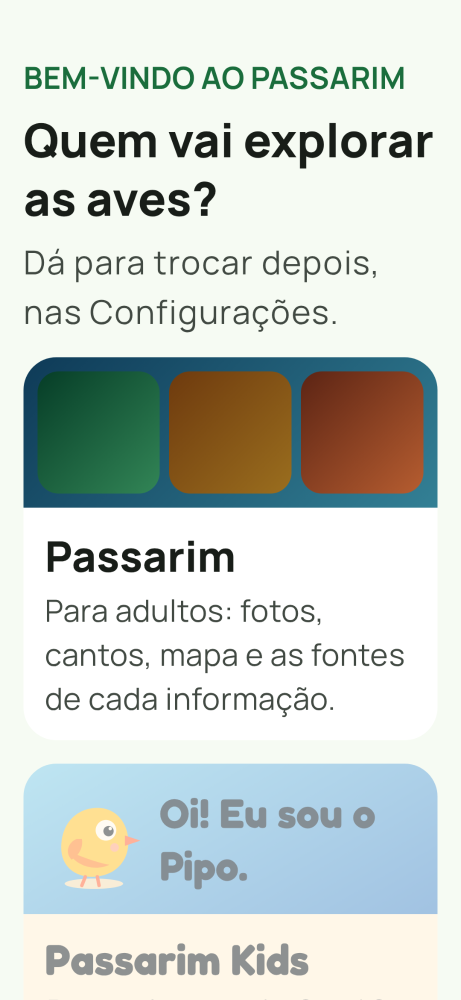 BEM-VINDO AO PASSARIM
Quem vai explorar
as aves?
Dá para trocar depois,
nas Configurações.
Passarim
Para adultos: fotos,
cantos, mapa e as fontes
de cada informação.
Oi! Eu sou o
Pipo.
Passarim Kids